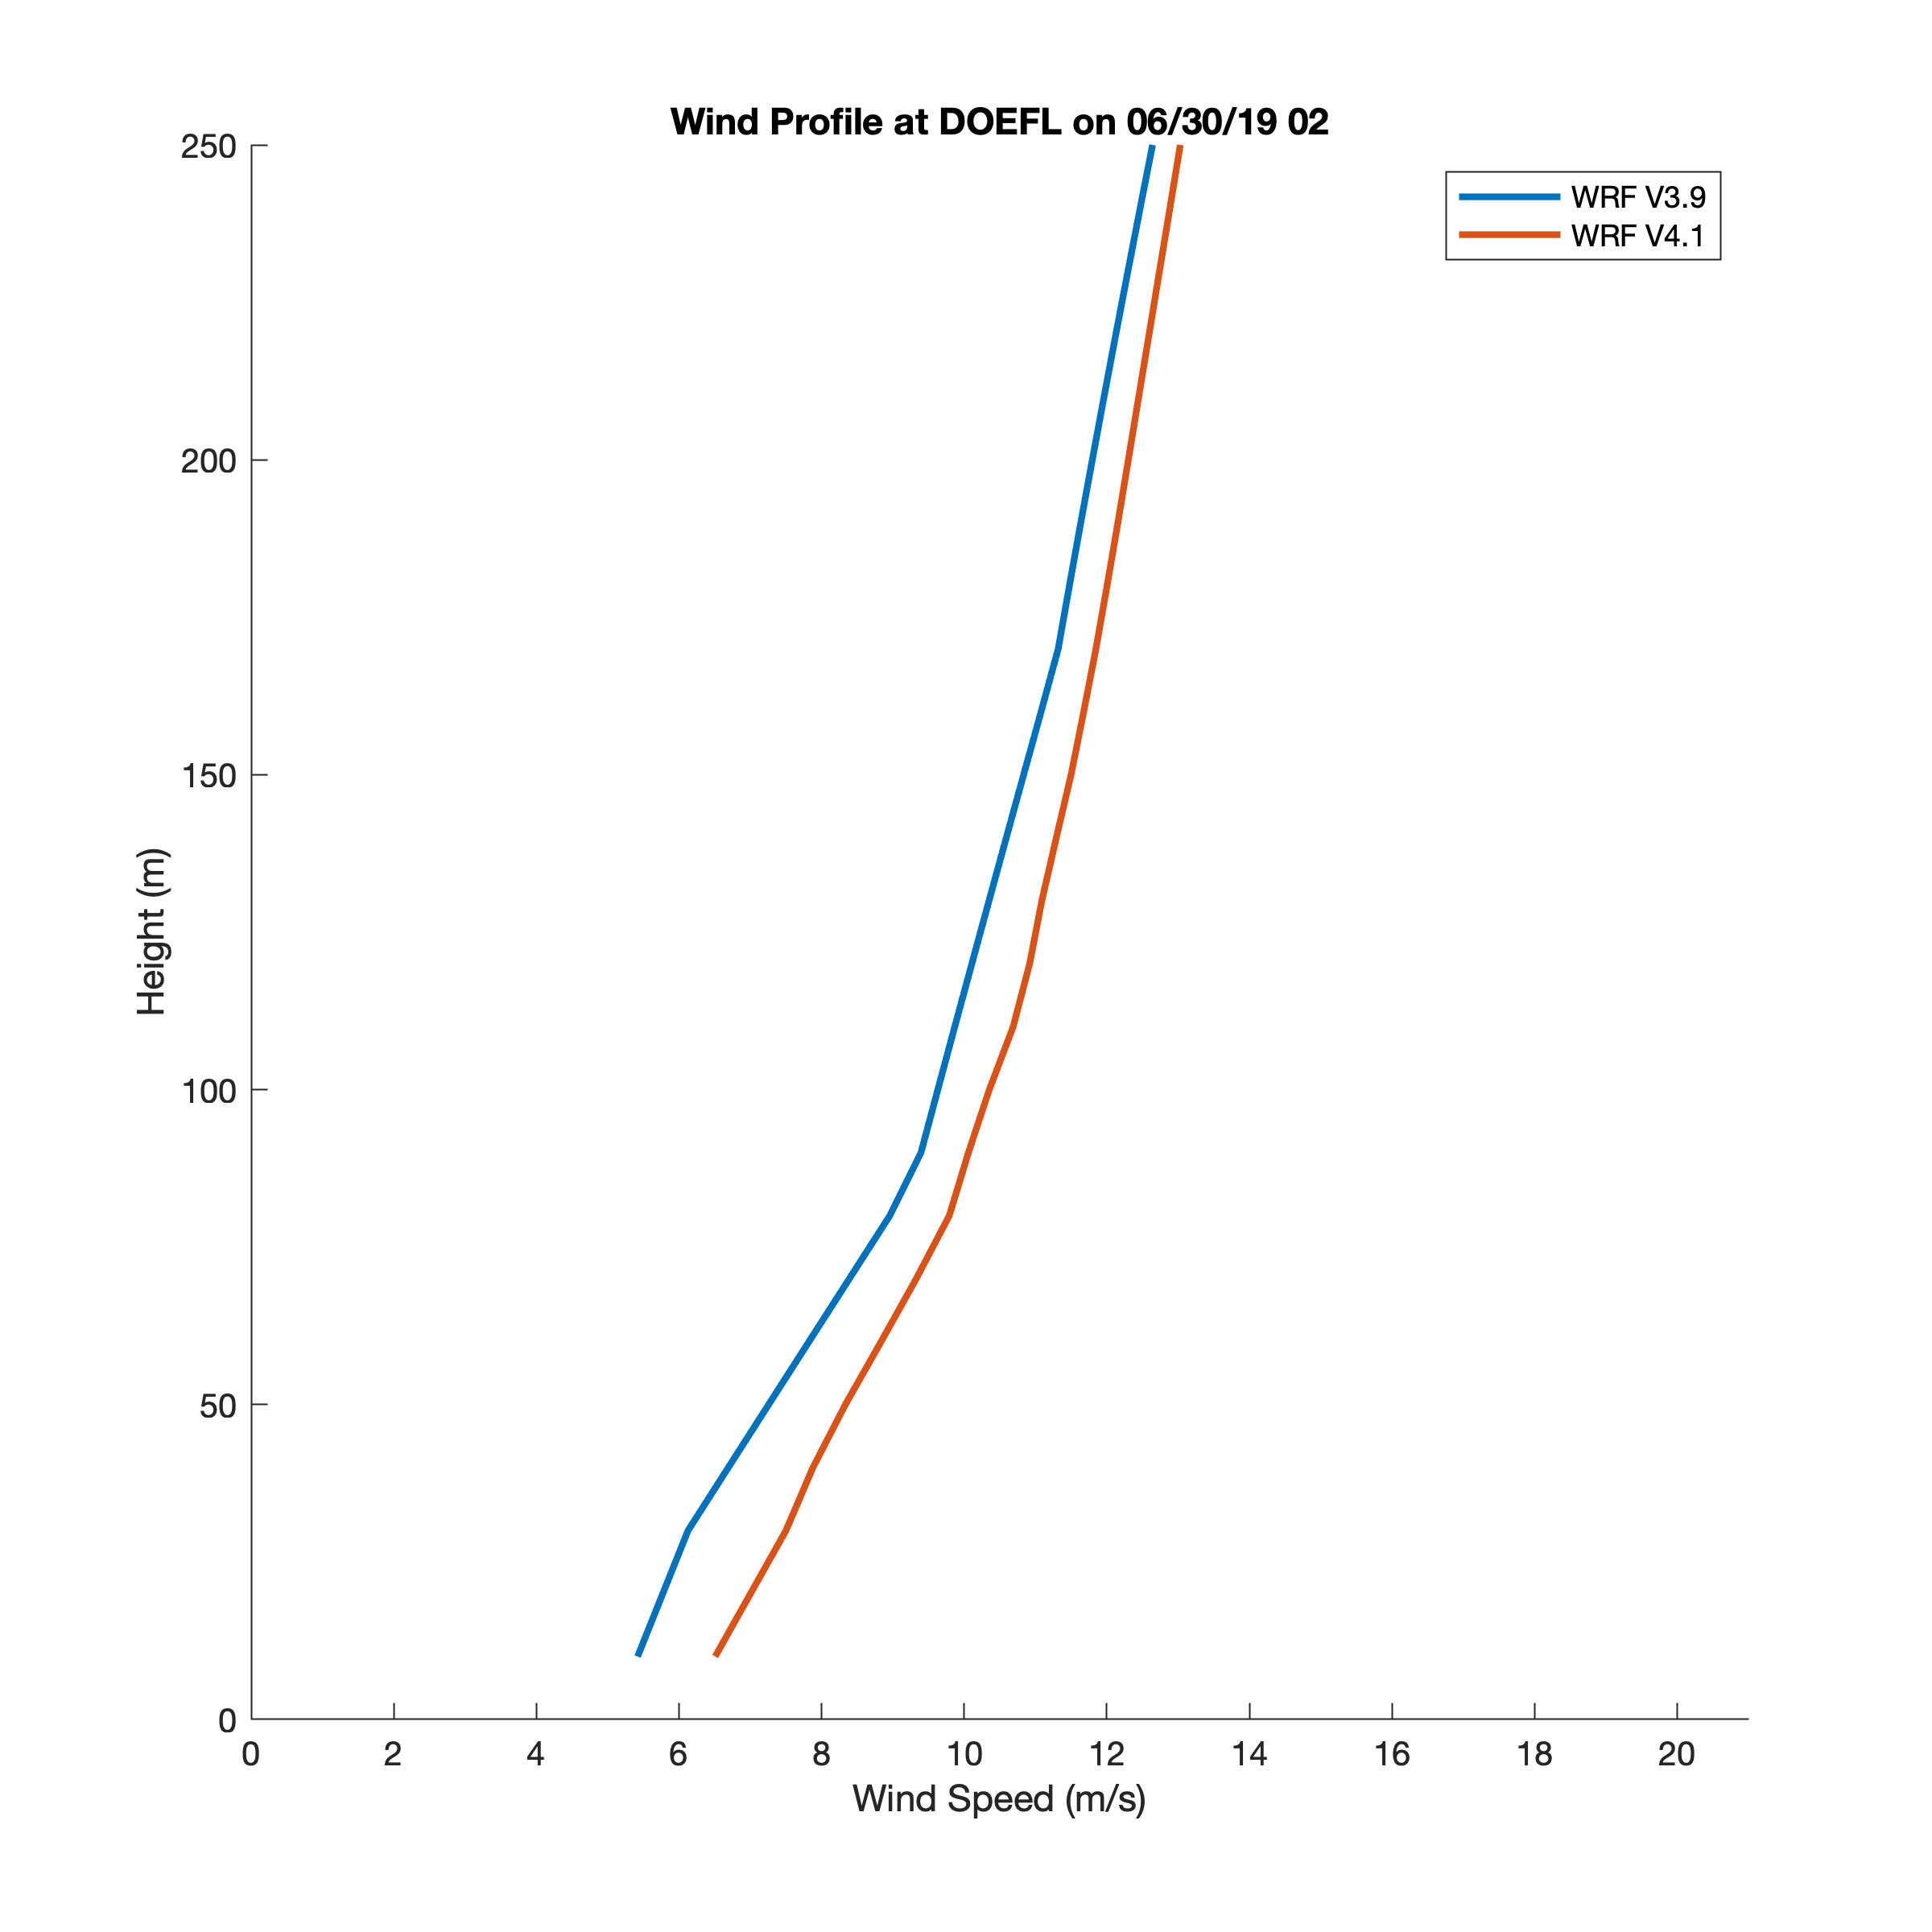 Wind Profile at DOEFL on 06/30/19 02
WRF V3.9
WRF V4.1
250
200
150
100
50
0
Height (m)
0 2 4 6 8 10 12 14 16 18 20
Wind Speed (m/s)